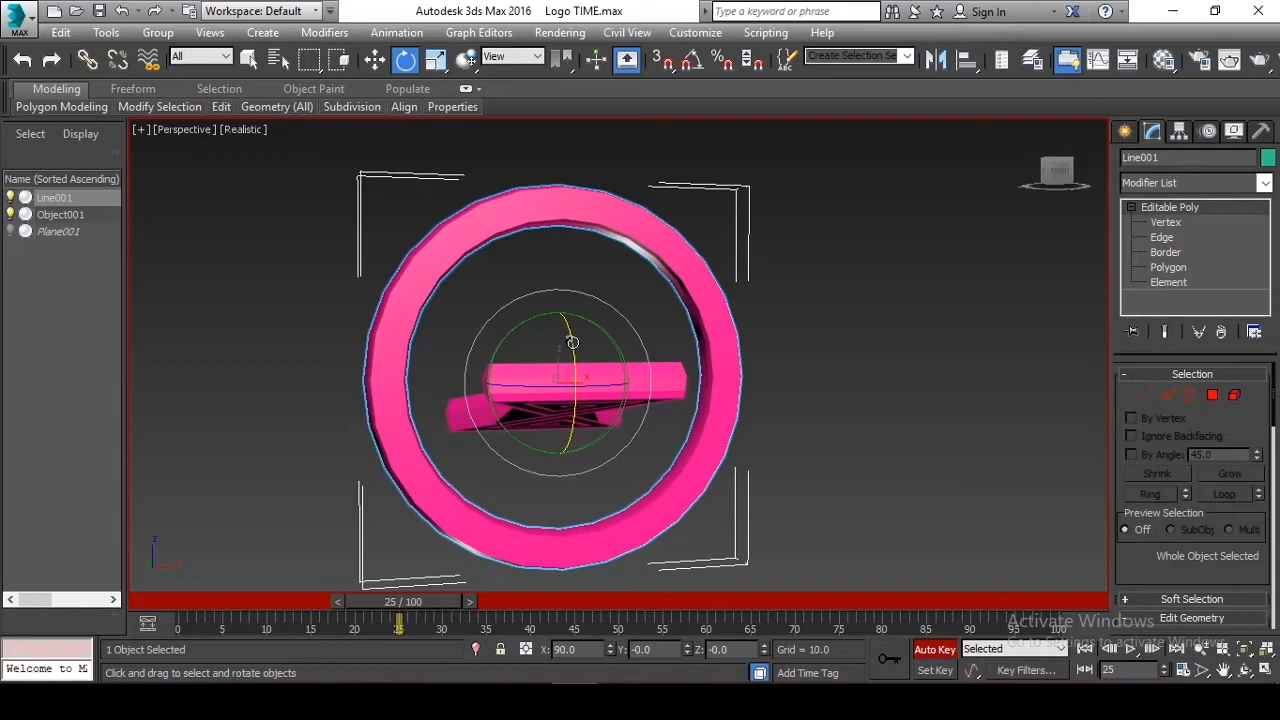 MAX
Workspace: Default
Autodesk 3ds Max 2016 Logo TIME.max
Type a keyword or phrase
Sign In
Edit Tools Group Views Create Modifiers Animation Graph Editors Rendering Civil View Customize Scripting Help
All
View
Create Selection Se
Modeling Freeform Selection Object Paint Populate
Polygon Modeling Modify Selection Edit Geometry (All) Subdivision Align Properties
Select Display
[+] [Perspective] [Realistic]
Name (Sorted Ascending)
Line001
Object001
Plane001
FRONT
z
z
Line001
Modifier List
Editable Poly
Vertex
Edge
Border
Polygon
Element
Selection
By Vertex
Ignore Backfacing
By Angle: 45.0
Shrink Grow
Ring Loop
Preview Selection
Off SubObj Multi
Whole Object Selected
Soft Selection
Edit Geometry
25 / 100
0 5 10 15 20 25 30 35 40 45 50 55 60 65 70 75 80 85 90 95 100
Activate Windows
Go to Settings to activate Windows.
1 Object Selected
X: 90.0 Y: -0.0 Z: -0.0 Grid = 10.0
Auto Key Selected
Welcome to M
Click and drag to select and rotate objects
Add Time Tag
Set Key Key Filters... 25